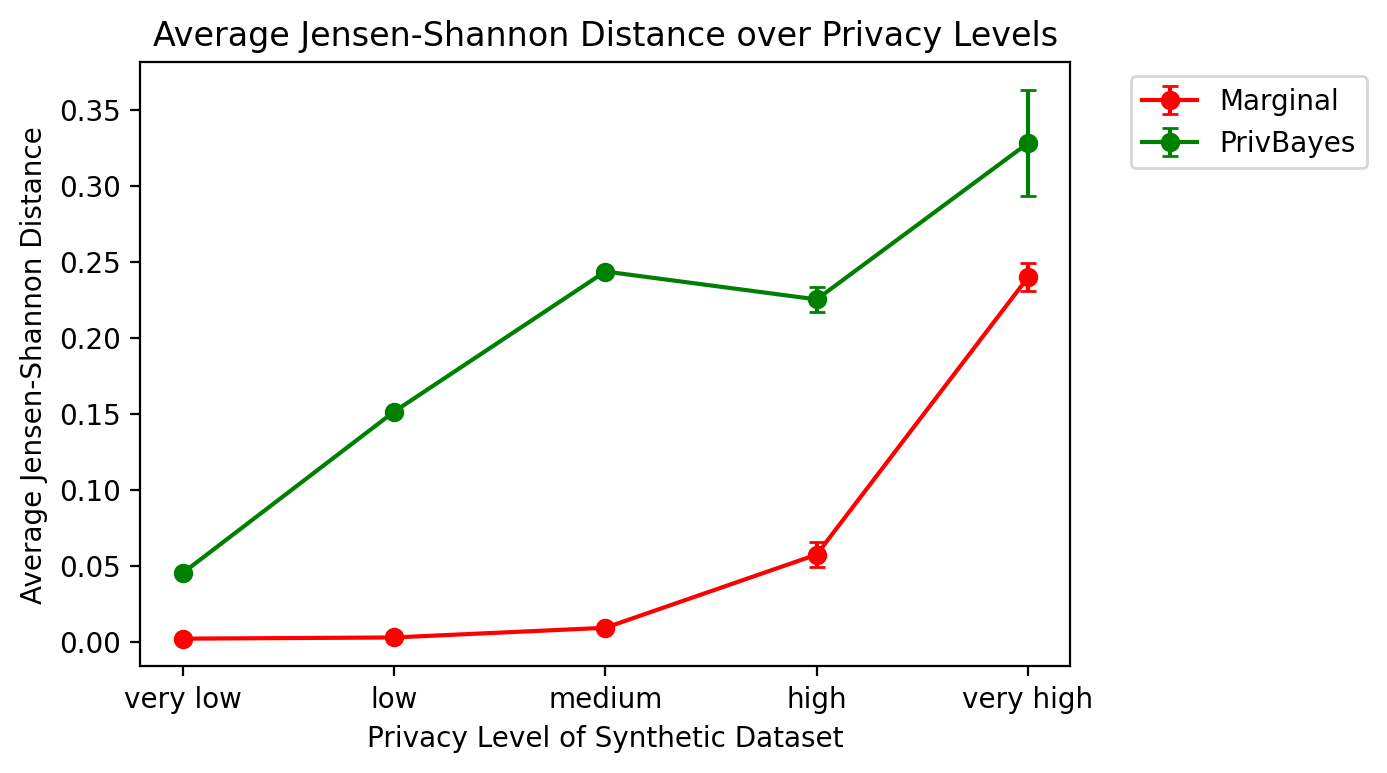 Average Jensen-Shannon Distance over Privacy Levels
Marginal
PrivBayes
Average Jensen-Shannon Distance
0.35
0.30
0.25
0.20
0.15
0.10
0.05
0.00
very low low medium high very high
Privacy Level of Synthetic Dataset